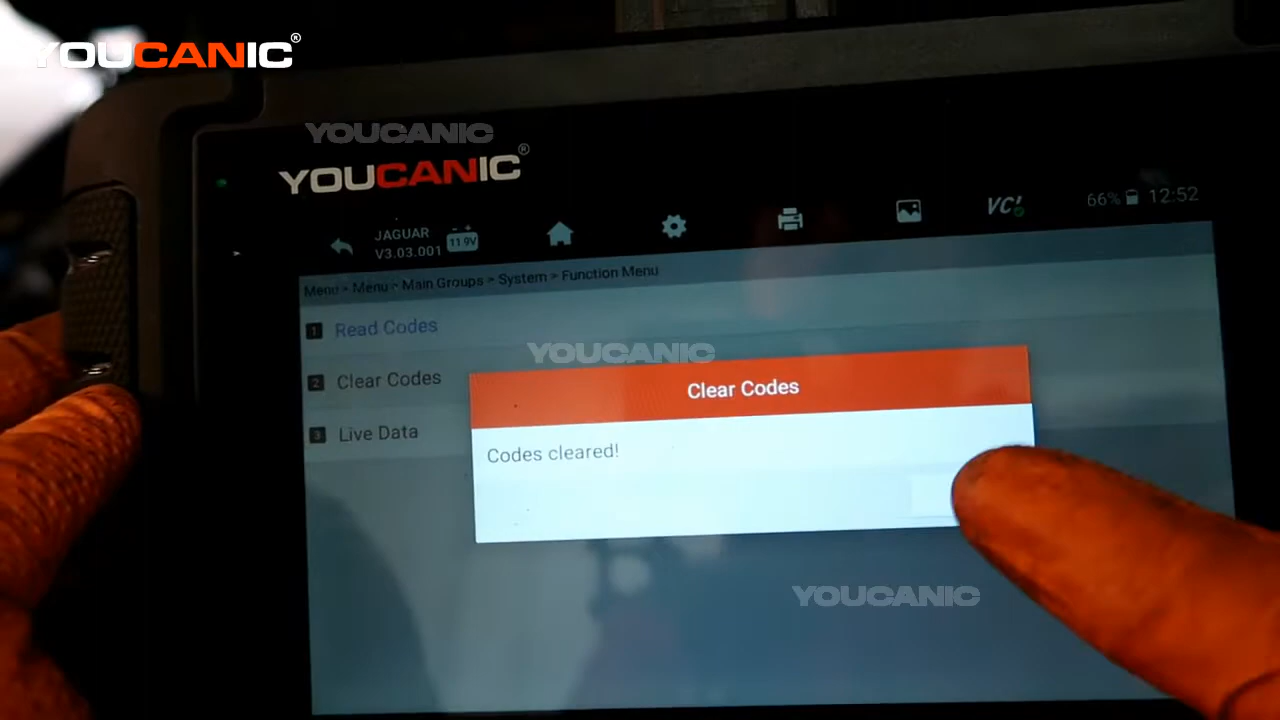 YOUCANIC®
YOUCANIC
YOUCANIC®
JAGUAR
V3.03.001
11.9V
VCI
66% 12:52
Menu > Menu > Main Groups > System > Function Menu
1 Read Codes
2 Clear Codes
3 Live Data
YOUCANIC
Clear Codes
Codes cleared!
YOUCANIC